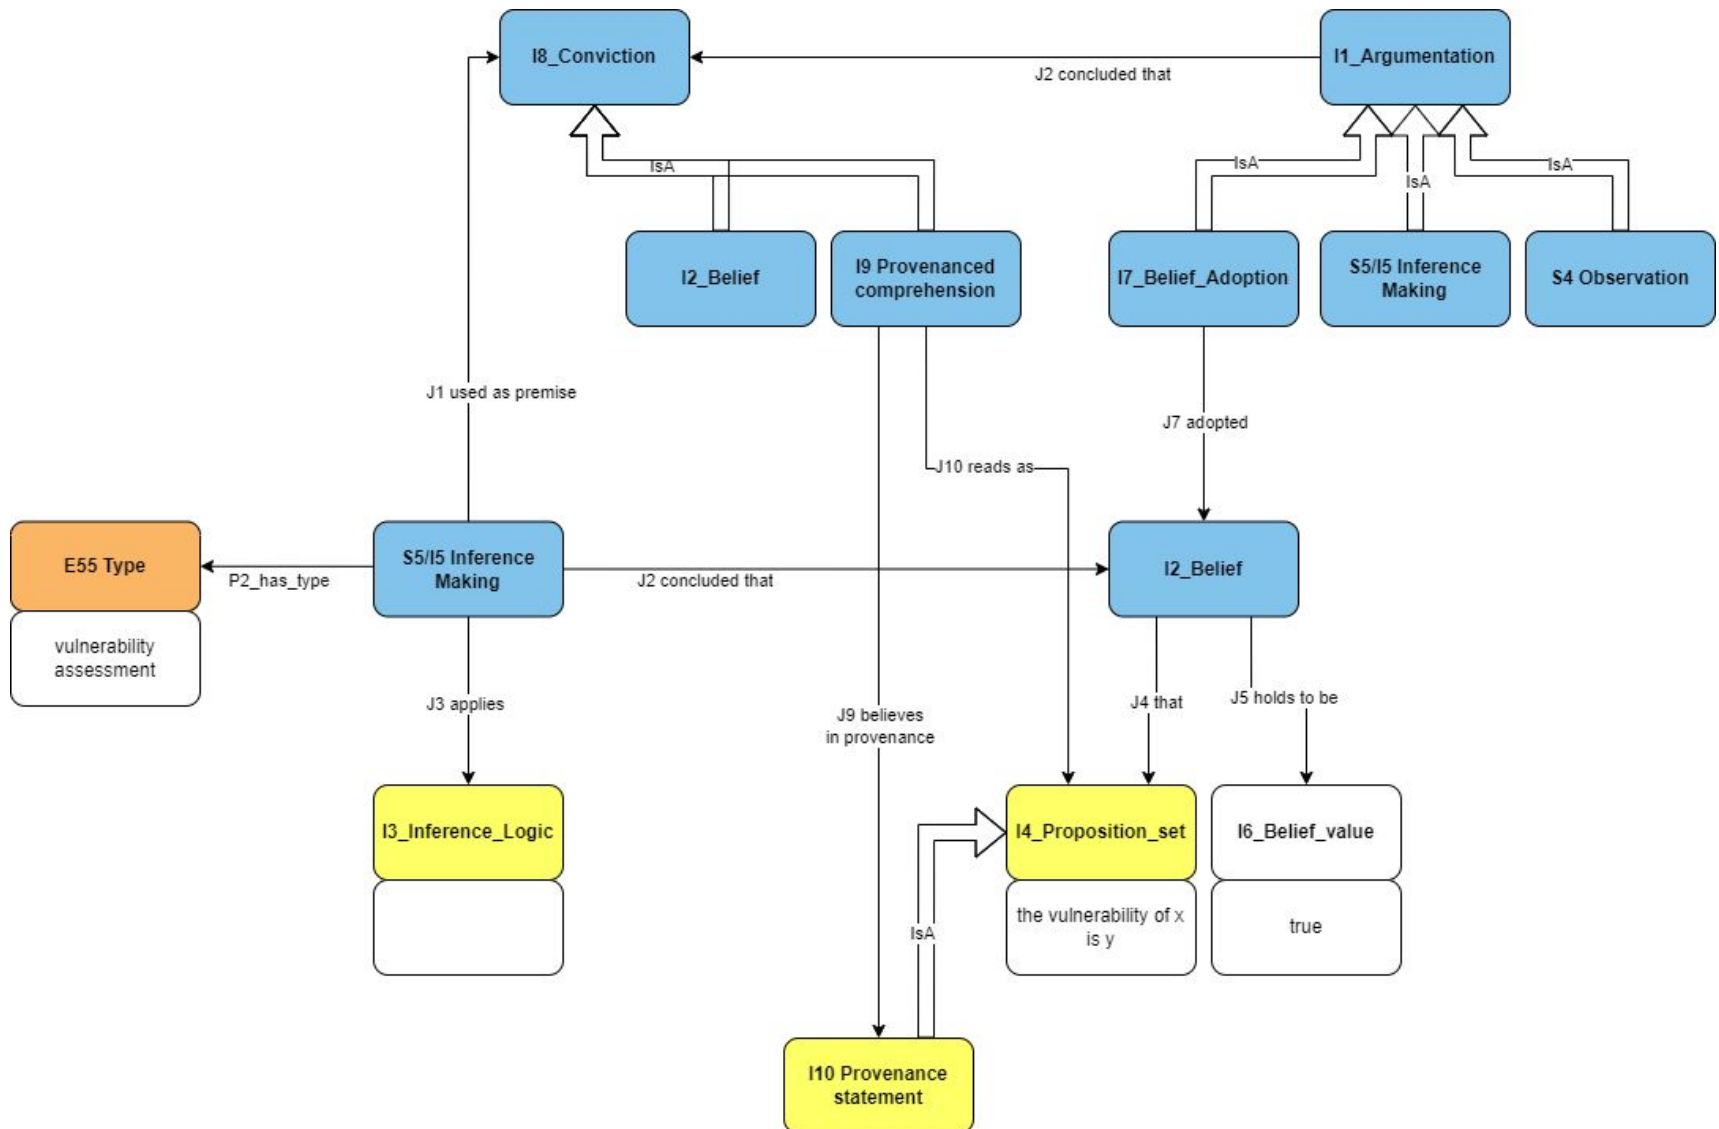 I8_Conviction
I1_Argumentation
J2 concluded that
IsA
IsA
IsA
IsA
I2_Belief
I9 Provenanced
comprehension
I7_Belief_Adoption
S5/I5 Inference
Making
S4 Observation
J1 used as premise
J7 adopted
J10 reads as
E55 Type
P2_has_type
S5/I5 Inference
Making
J2 concluded that
I2_Belief
vulnerability
assessment
J3 applies
J9 believes
in provenance
J4 that
J5 holds to be
I3_Inference_Logic
I4_Proposition_set
I6_Belief_value
the vulnerability of x
is y
true
IsA
I10 Provenance
statement